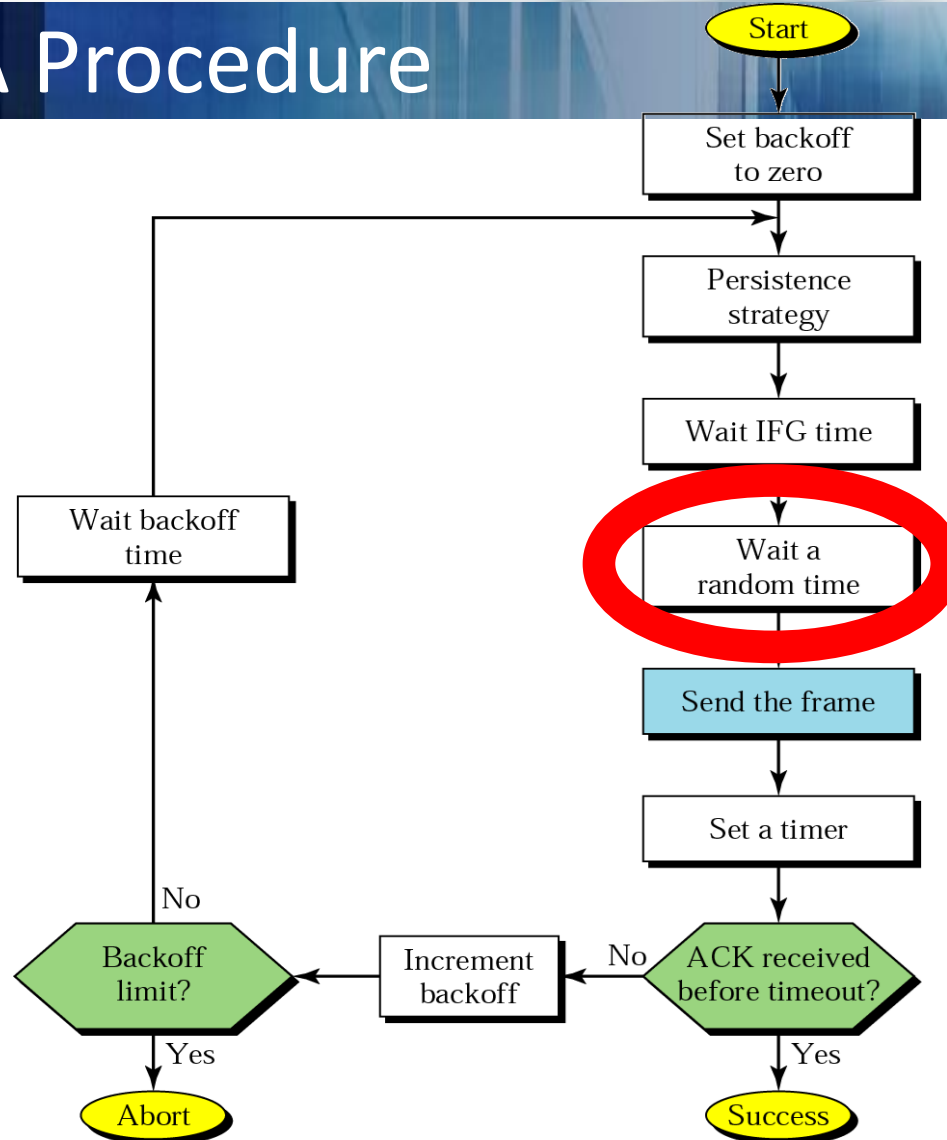 A Procedure
Start
Set backoff
to zero
Persistence
strategy
Wait IFG time
Wait backoff
time
Wait a
random time
Send the frame
Set a timer
No
Backoff
limit?
Increment
backoff
No
ACK received
before timeout?
Yes
Yes
Abort
Success